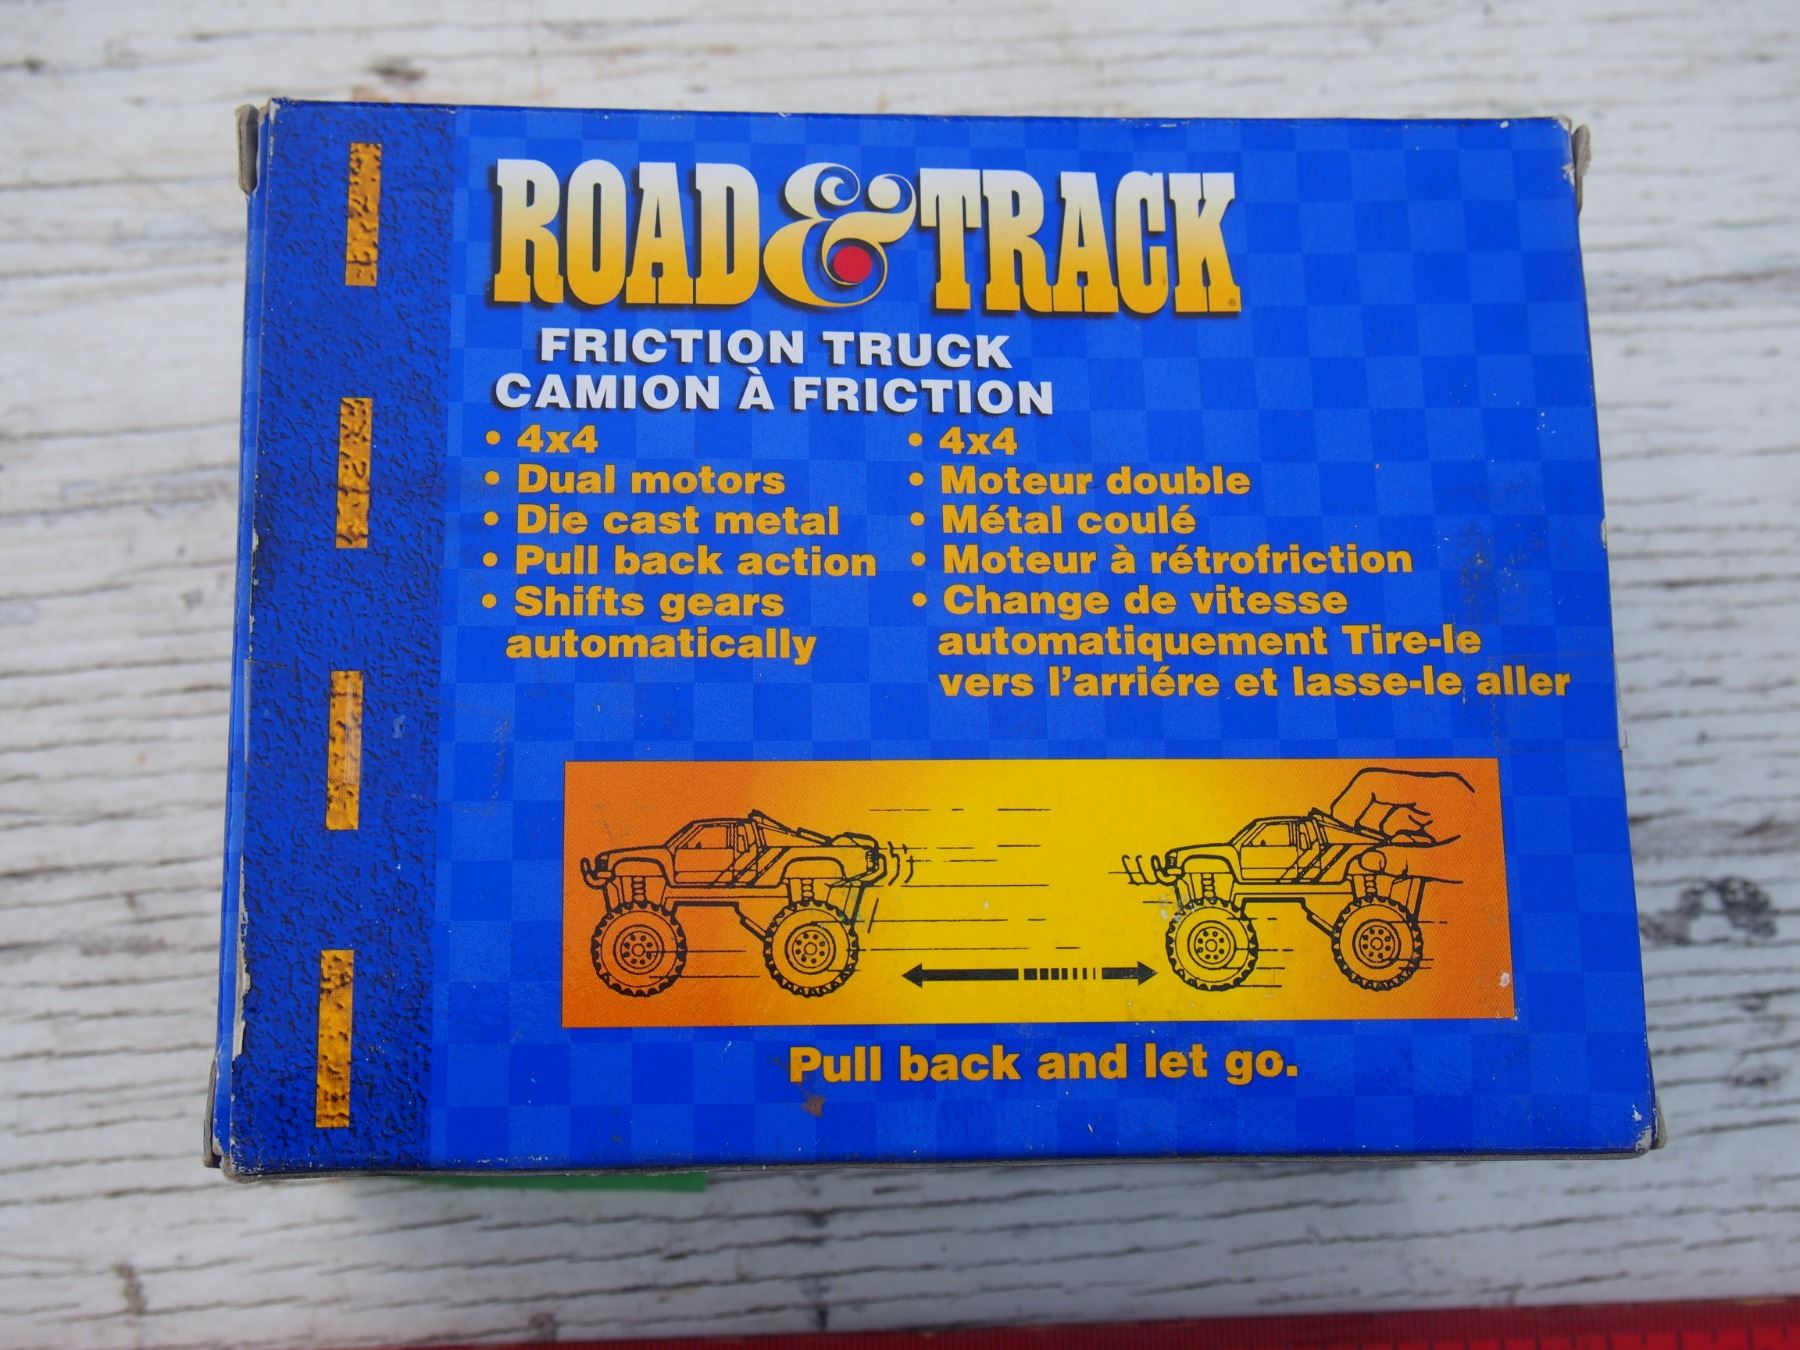 ROAD & TRACK®
FRICTION TRUCK
CAMION À FRICTION
• 4x4
• Dual motors
• Die cast metal
• Pull back action
• Shifts gears
automatically
• 4x4
• Moteur double
• Métal coulé
• Moteur à rétrofriction
• Change de vitesse
automatiquement Tire-le
vers l'arriére et lasse-le aller
Pull back and let go.